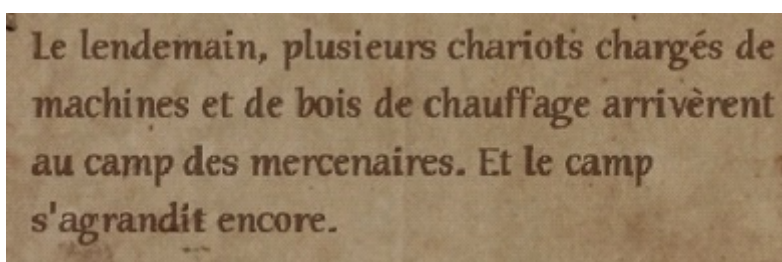 Le lendemain, plusieurs chariots chargés de
machines et de bois de chauffage arrivèrent
au camp des mercenaires. Et le camp
s'agrandit encore.